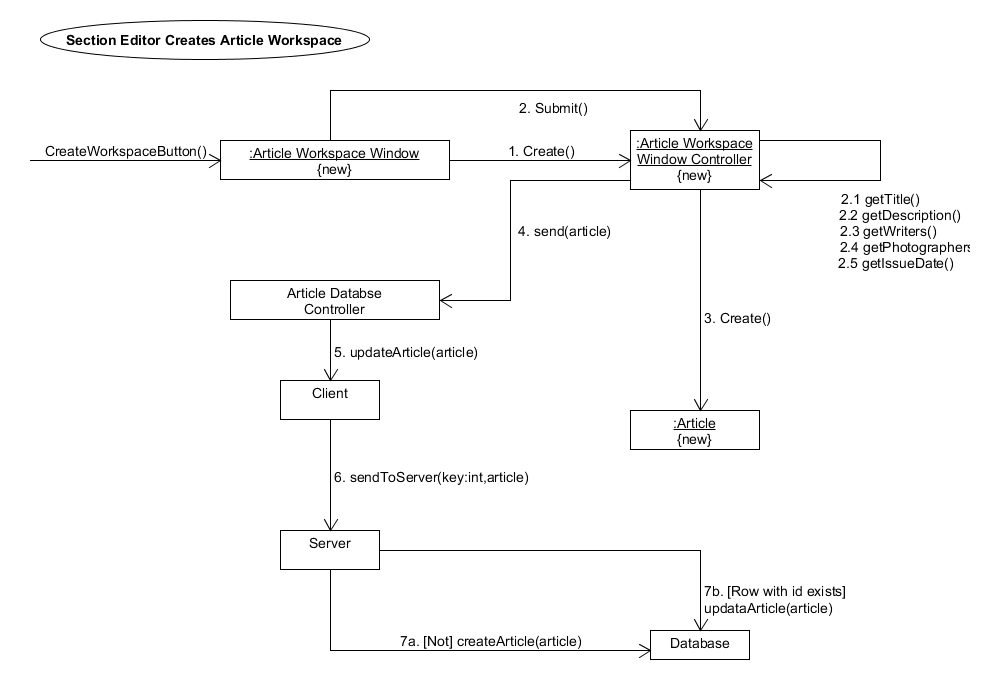 Section Editor Creates Article Workspace
2. Submit()
CreateWorkspaceButton()
:Article Workspace Window
{new}
1. Create()
:Article Workspace
Window Controller
{new}
2.1 getTitle()
2.2 getDescription()
2.3 getWriters()
2.4 getPhotographers
2.5 getIssueDate()
4. send(article)
Article Databse
Controller
3. Create()
5. updateArticle(article)
Client
:Article
{new}
6. sendToServer(key:int,article)
Server
7b. [Row with id exists]
updataArticle(article)
7a. [Not] createArticle(article)
Database